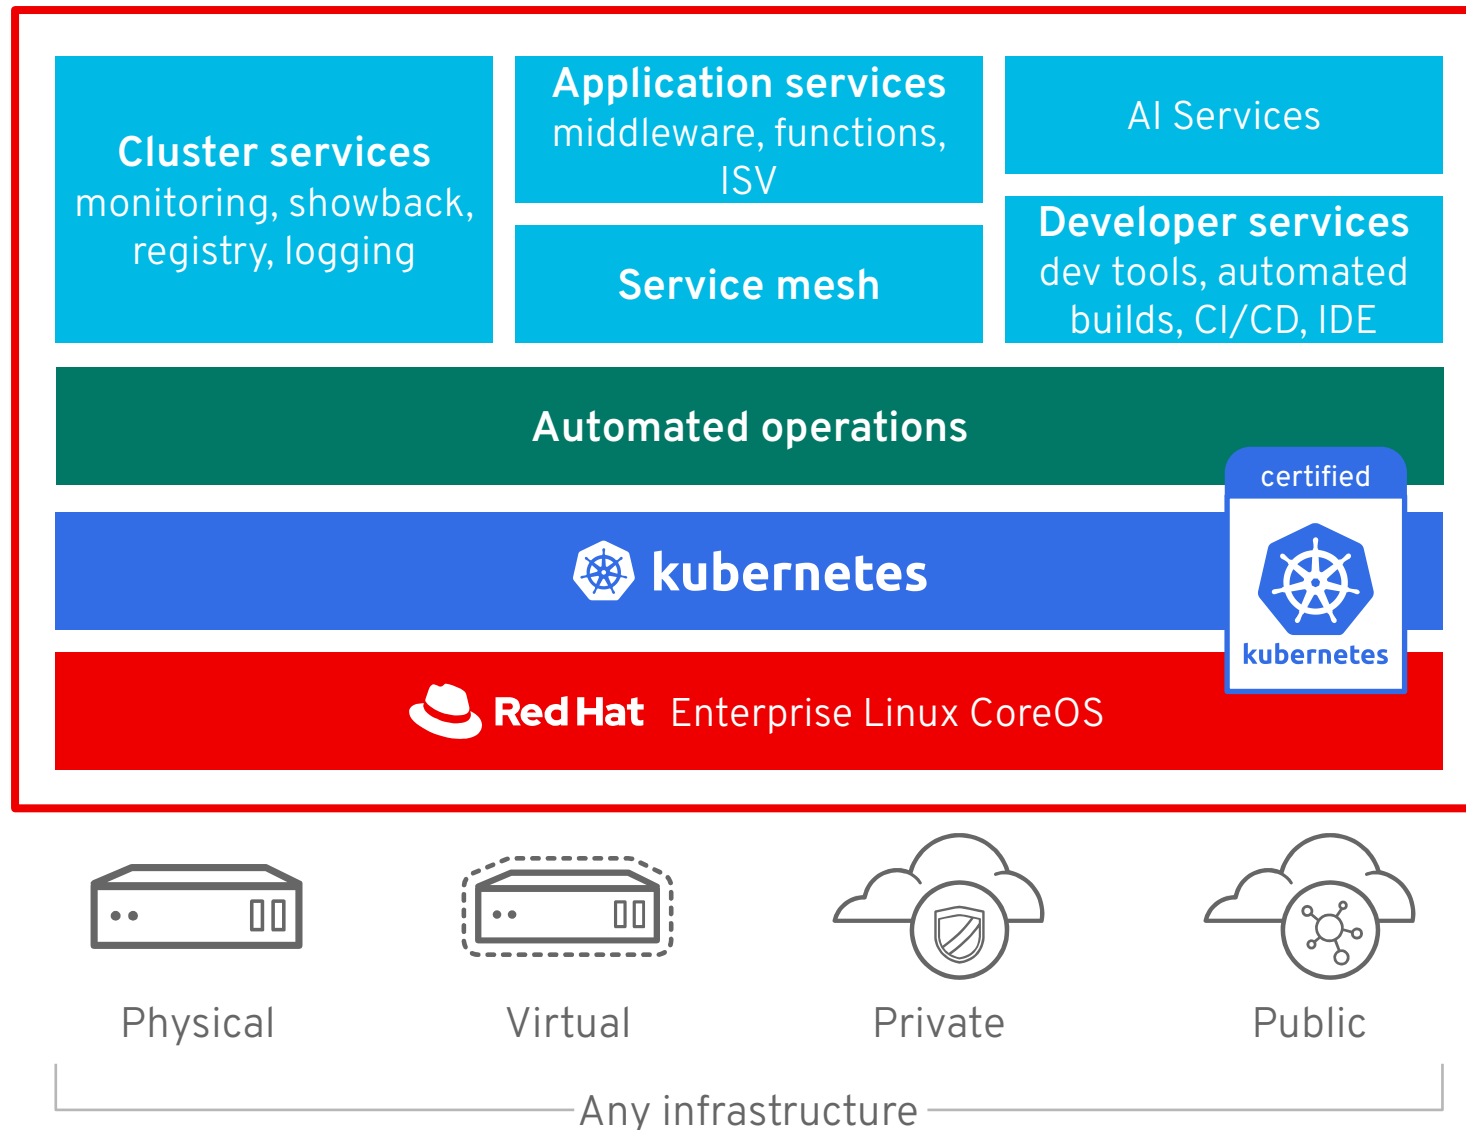 Cluster services
monitoring, showback,
registry, logging
Application services
middleware, functions,
ISV
Service mesh
AI Services
Developer services
dev tools, automated
builds, CI/CD, IDE
Automated operations
certified
kubernetes
kubernetes
Red Hat Enterprise Linux CoreOS
Physical
Virtual
Private
Public
Any infrastructure